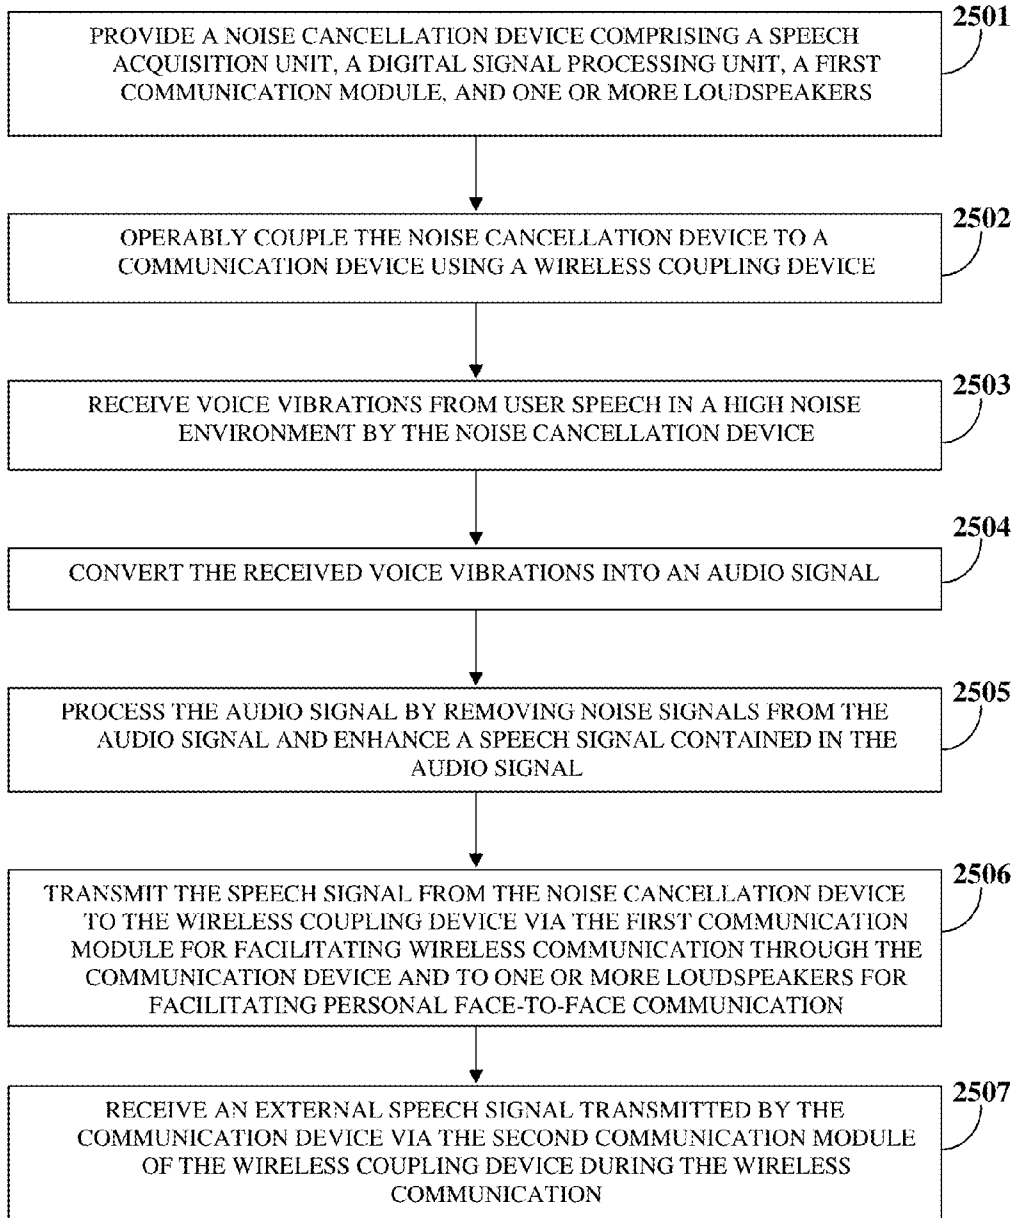 2501
PROVIDE A NOISE CANCELLATION DEVICE COMPRISING A SPEECH
ACQUISITION UNIT, A DIGITAL SIGNAL PROCESSING UNIT, A FIRST
COMMUNICATION MODULE, AND ONE OR MORE LOUDSPEAKERS
2502
OPERABLY COUPLE THE NOISE CANCELLATION DEVICE TO A
COMMUNICATION DEVICE USING A WIRELESS COUPLING DEVICE
2503
RECEIVE VOICE VIBRATIONS FROM USER SPEECH IN A HIGH NOISE
ENVIRONMENT BY THE NOISE CANCELLATION DEVICE
2504
CONVERT THE RECEIVED VOICE VIBRATIONS INTO AN AUDIO SIGNAL
2505
PROCESS THE AUDIO SIGNAL BY REMOVING NOISE SIGNALS FROM THE
AUDIO SIGNAL AND ENHANCE A SPEECH SIGNAL CONTAINED IN THE
AUDIO SIGNAL
2506
TRANSMIT THE SPEECH SIGNAL FROM THE NOISE CANCELLATION DEVICE
TO THE WIRELESS COUPLING DEVICE VIA THE FIRST COMMUNICATION
MODULE FOR FACILITATING WIRELESS COMMUNICATION THROUGH THE
COMMUNICATION DEVICE AND TO ONE OR MORE LOUDSPEAKERS FOR
FACILITATING PERSONAL FACE-TO-FACE COMMUNICATION
2507
RECEIVE AN EXTERNAL SPEECH SIGNAL TRANSMITTED BY THE
COMMUNICATION DEVICE VIA THE SECOND COMMUNICATION MODULE
OF THE WIRELESS COUPLING DEVICE DURING THE WIRELESS
COMMUNICATION